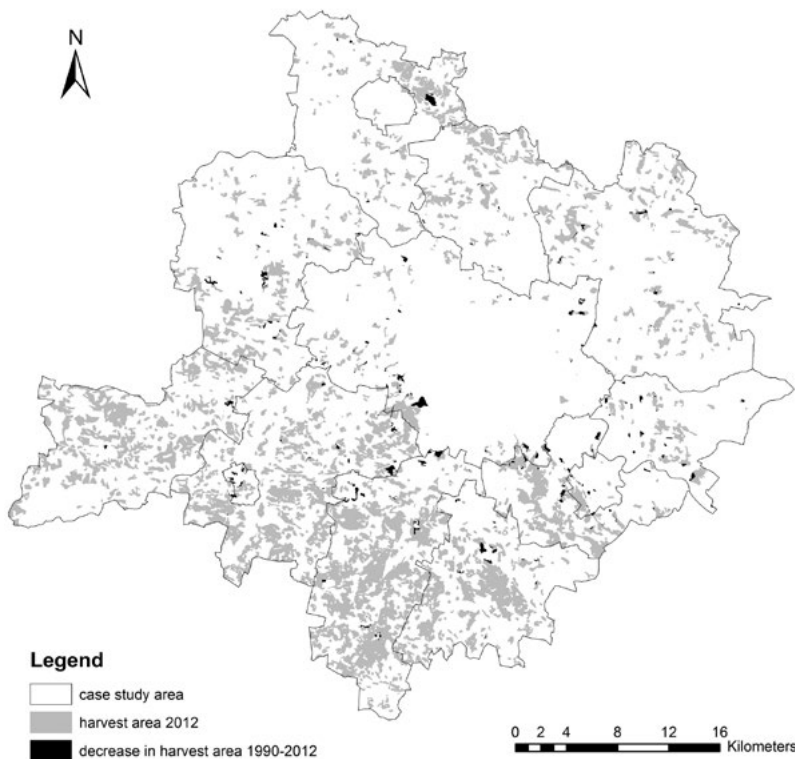 N
Legend
case study area
harvest area 2012
decrease in harvest area 1990-2012
0 2 4 8 12 16
Kilometers